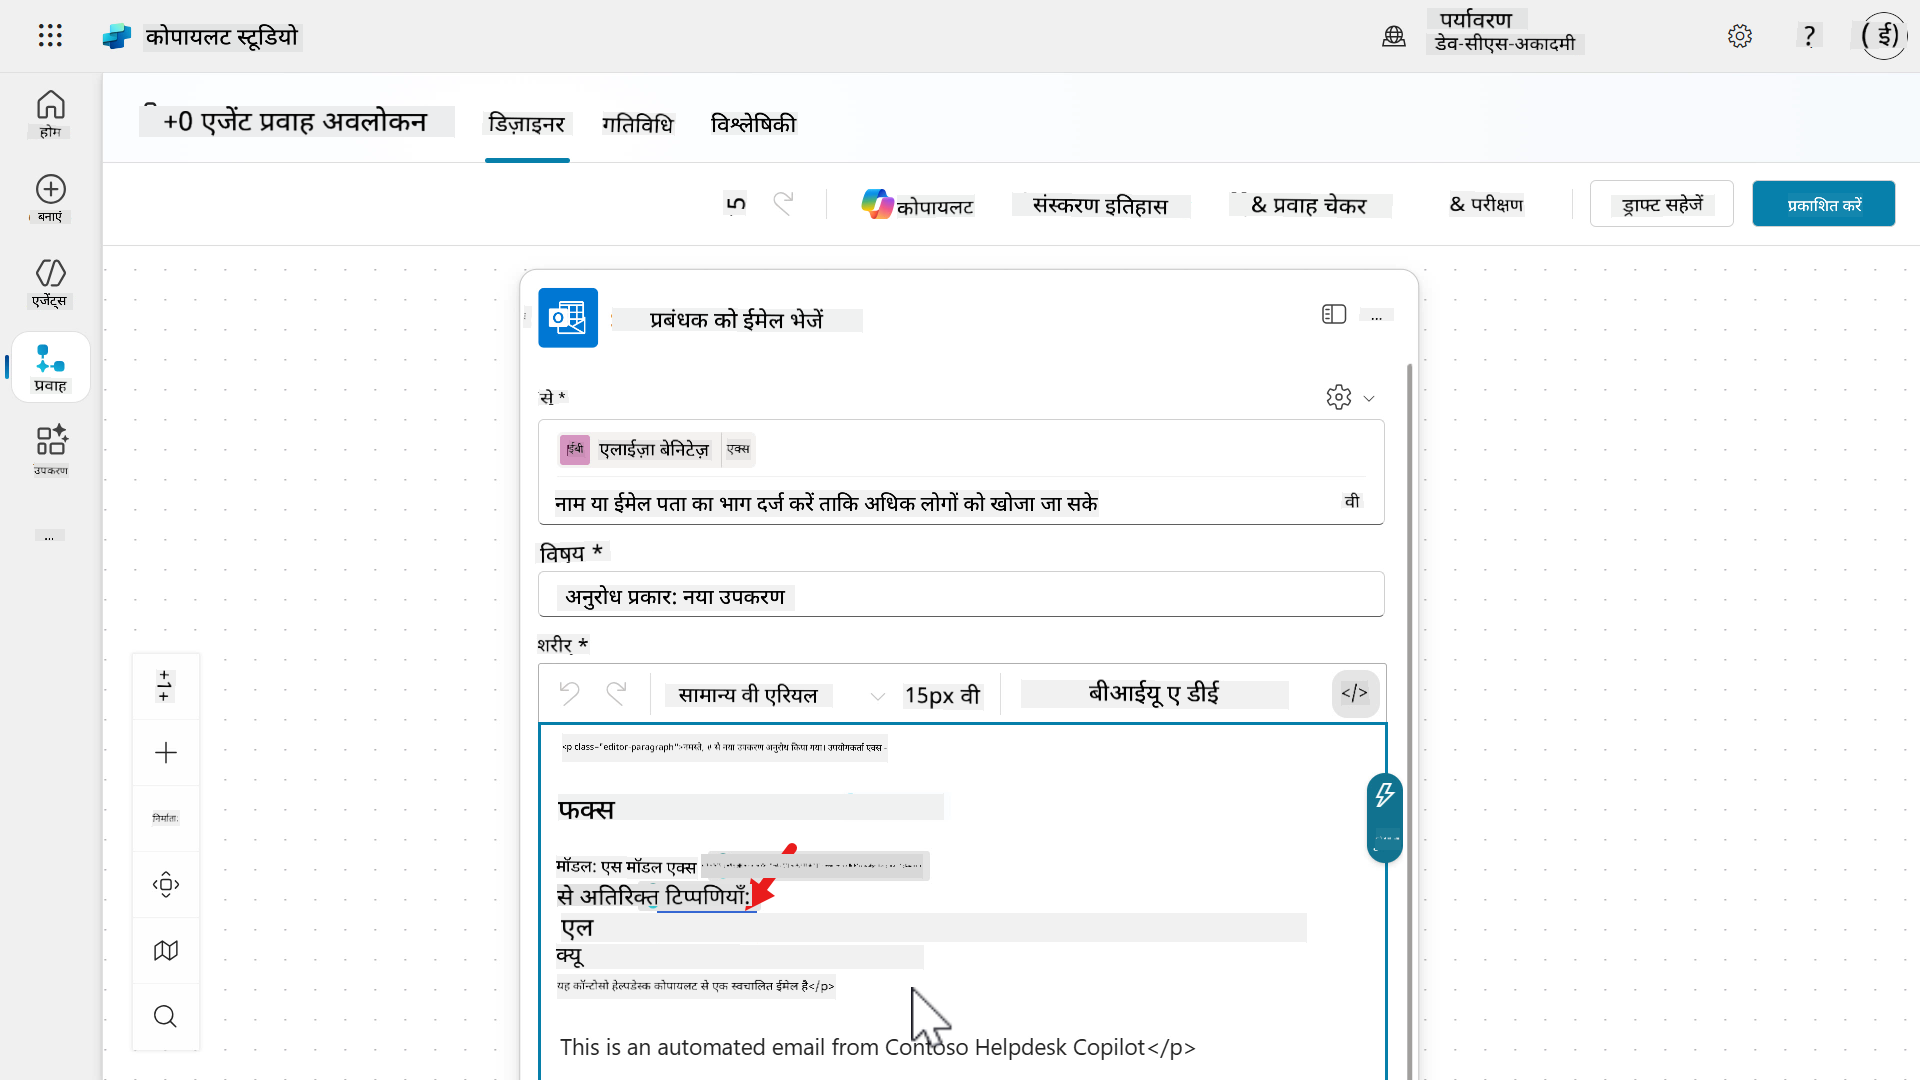 कोपायलट स्टूडियो
पर्यावरण
डेव-सीएस-अकादमी
?
( ई)
होम
बनाएं
एजेंट्स
प्रवाह
उपकरण
...
+0 एजेंट प्रवाह अवलोकन
डिज़ाइनर
गतिविधि
विश्लेषिकी
5
कोपायलट
संस्करण इतिहास
& प्रवाह चेकर
& परीक्षण
ड्राफ्ट सहेजें
प्रकाशित करें
प्रबंधक को ईमेल भेजें
...
से *
ईबी
एलाईज़ा बेनिटेज़
एक्स
नाम या ईमेल पता का भाग दर्ज करें ताकि अधिक लोगों को खोजा जा सके
वी
विषय *
अनुरोध प्रकार: नया उपकरण
शरीर *
सामान्य वी एरियल
15px वी
बीआईयू ए डीई
</>
<p class="editor-paragraph">नमस्ते, # से नया उपकरण अनुरोध किया गया। उपयोगकर्ता एक्स -
फक्स
मॉडल: एस मॉडल एक्स
से अतिरिक्त टिप्पणियाँ:
एल
क्यू
यह कॉन्टोसो हेल्पडेस्क कोपायलट से एक स्वचालित ईमेल है</p>
This is an automated email from Contoso Helpdesk Copilot</p>
निर्माता: